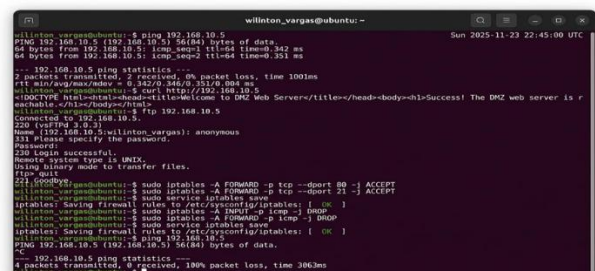 wilinton_vargas@ubuntu: ~
wilinton_vargas@ubuntu:~$ ping 192.168.10.5
Sun 2025-11-23 22:45:00 UTC
PING 192.168.10.5 (192.168.10.5) 56(84) bytes of data.
64 bytes from 192.168.10.5: icmp_seq=1 ttl=64 time=0.342 ms
64 bytes from 192.168.10.5: icmp_seq=2 ttl=64 time=0.351 ms
--- 192.168.10.5 ping statistics ---
2 packets transmitted, 2 received, 0% packet loss, time 1001ms
rtt min/avg/max/mdev = 0.342/0.346/0.351/0.004 ms
wilinton_vargas@ubuntu:~$ curl http://192.168.10.5
<!DOCTYPE html><html><head><title>Welcome to DMZ Web Server</title></head><body><h1>Success! The DMZ web server is r
eachable.</h1></body></html>
wilinton_vargas@ubuntu:~$ ftp 192.168.10.5
Connected to 192.168.10.5.
220 (vsFTPd 3.0.3)
Name (192.168.10.5:wilinton_vargas): anonymous
331 Please specify the password.
Password:
230 Login successful.
Remote system type is UNIX.
Using binary mode to transfer files.
ftp> quit
221 Goodbye.
wilinton_vargas@ubuntu:~$ sudo iptables -A FORWARD -p tcp --dport 80 -j ACCEPT
wilinton_vargas@ubuntu:~$ sudo iptables -A FORWARD -p tcp --dport 21 -j ACCEPT
wilinton_vargas@ubuntu:~$ sudo service iptables save
iptables: Saving firewall rules to /etc/sysconfig/iptables: [ OK ]
wilinton_vargas@ubuntu:~$ sudo iptables -A INPUT -p icmp -j DROP
wilinton_vargas@ubuntu:~$ sudo iptables -A FORWARD -p icmp -j DROP
wilinton_vargas@ubuntu:~$ sudo service iptables save
iptables: Saving firewall rules to /etc/sysconfig/iptables: [ OK ]
wilinton_vargas@ubuntu:~$ ping 192.168.10.5
PING 192.168.10.5 (192.168.10.5) 56(84) bytes of data.
^C
--- 192.168.10.5 ping statistics ---
4 packets transmitted, 0 received, 100% packet loss, time 3063ms